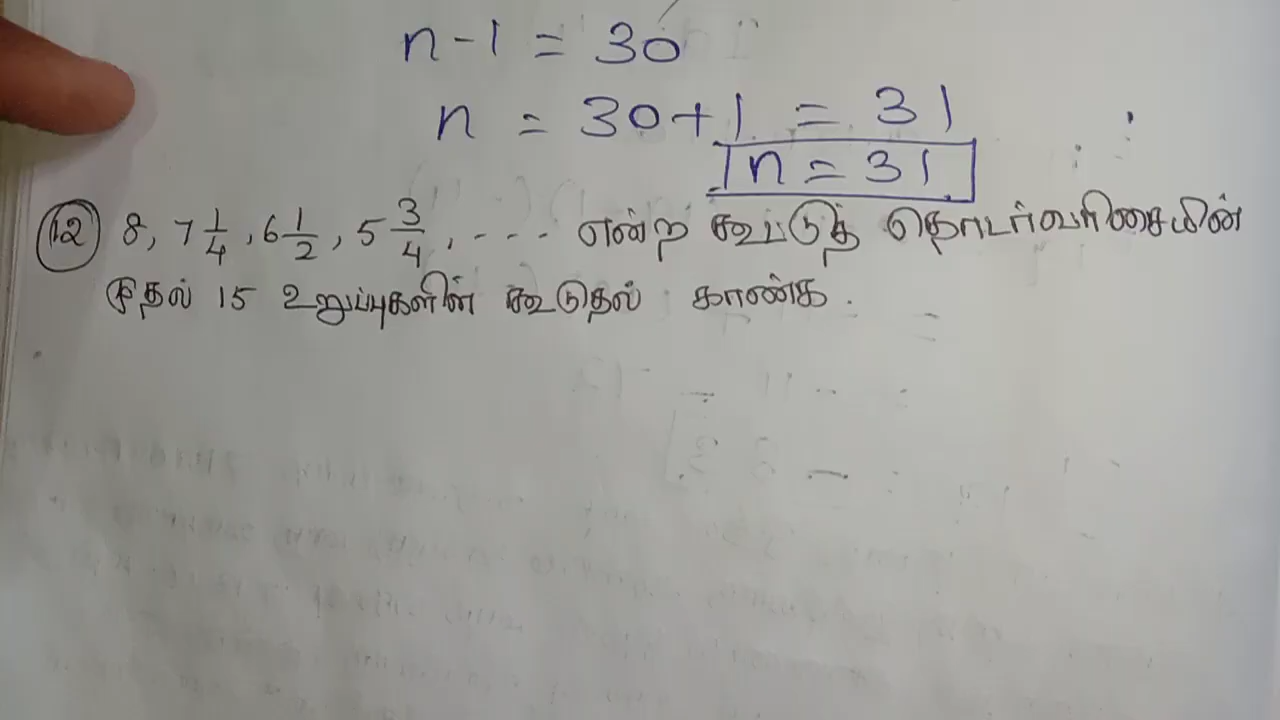 n - 1 = 30
n = 30 + 1 = 31
n = 31
12 8, 7 1/4, 6 1/2, 5 3/4, - - - என்ற கூட்டுத் தொடர்வரிசையின்
முதல் 15 உறுப்புகளின் கூடுதல் காண்க.